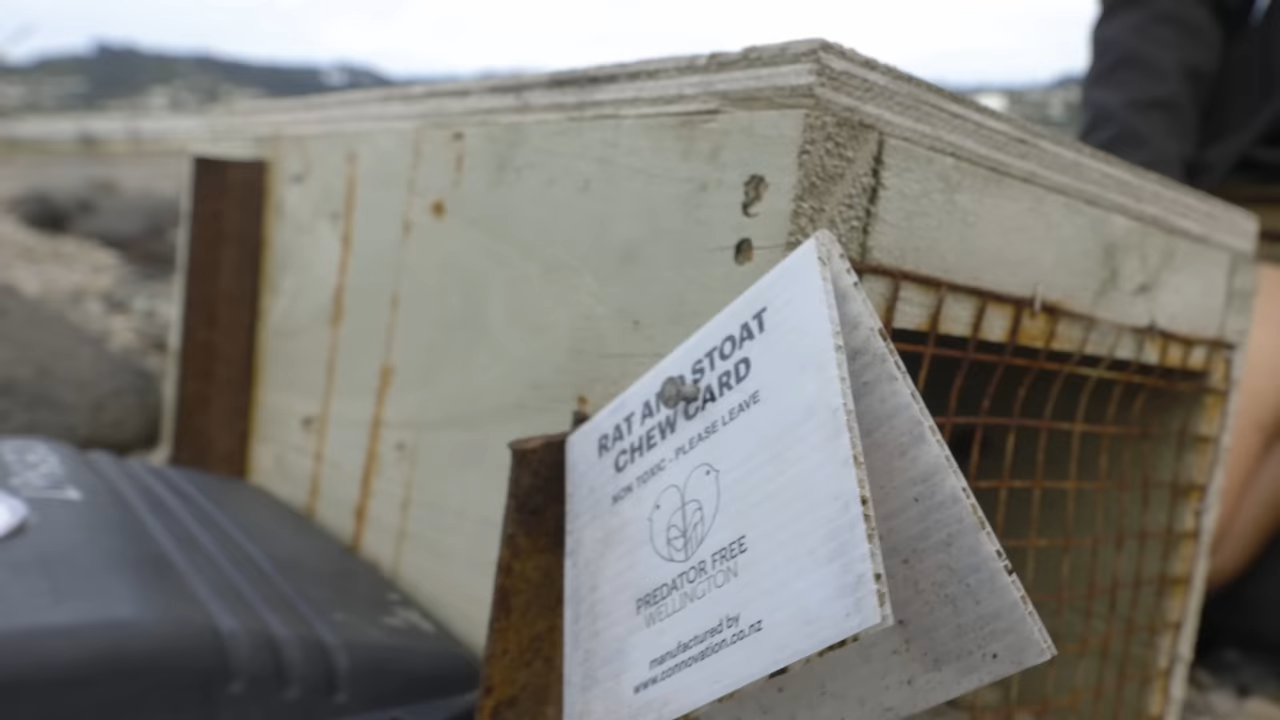 RAT AND STOAT
CHEW CARD
NON TOXIC - PLEASE LEAVE
PREDATOR FREE
WELLINGTON
manufactured by
www.connovation.co.nz